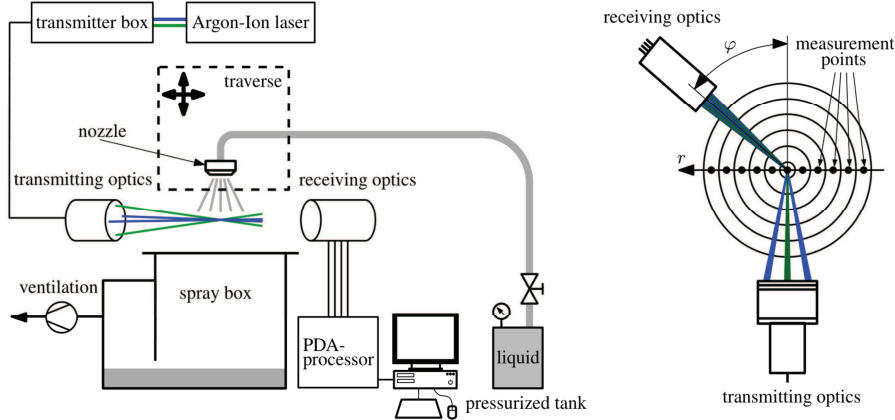 transmitter box
Argon-Ion laser
traverse
nozzle
transmitting optics
receiving optics
ventilation
spray box
PDA-
processor
liquid
pressurized tank
receiving optics
φ
measurement
points
r
transmitting optics